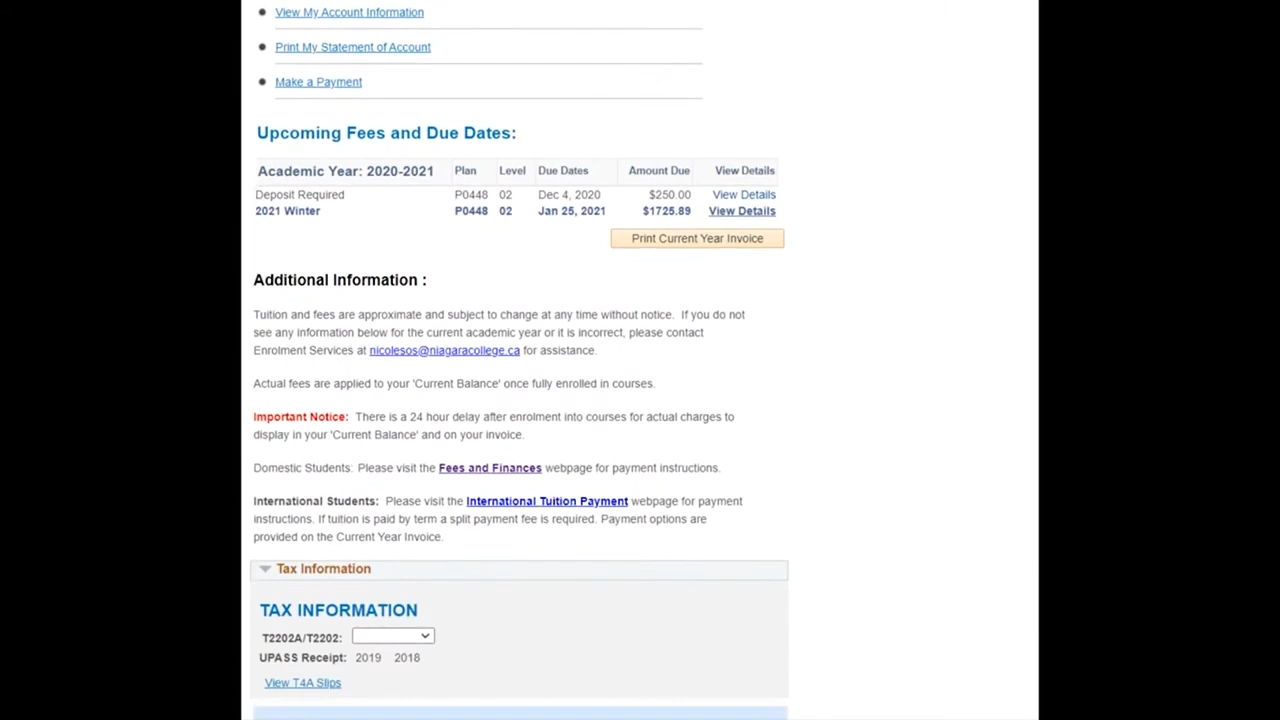 View My Account Information
Print My Statement of Account
Make a Payment
Upcoming Fees and Due Dates:
Academic Year: 2020-2021 Plan Level Due Dates Amount Due View Details
Deposit Required P0448 02 Dec 4, 2020 $250.00 View Details
2021 Winter P0448 02 Jan 25, 2021 $1725.89 View Details
Print Current Year Invoice
Additional Information :
Tuition and fees are approximate and subject to change at any time without notice. If you do not
see any information below for the current academic year or it is incorrect, please contact
Enrolment Services at nicolesos@niagaracollege.ca for assistance.
Actual fees are applied to your 'Current Balance' once fully enrolled in courses.
Important Notice: There is a 24 hour delay after enrolment into courses for actual charges to
display in your 'Current Balance' and on your invoice.
Domestic Students: Please visit the Fees and Finances webpage for payment instructions.
International Students: Please visit the International Tuition Payment webpage for payment
instructions. If tuition is paid by term a split payment fee is required. Payment options are
provided on the Current Year Invoice.
Tax Information
TAX INFORMATION
T2202A/T2202:
UPASS Receipt: 2019 2018
View T4A Slips